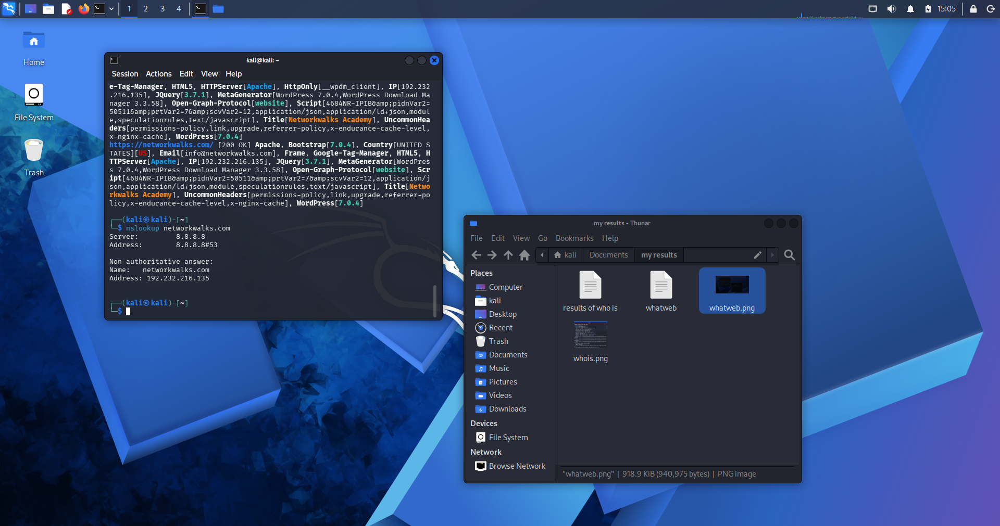 1 2 3 4
15:05
Home
File System
Trash
kali@kali: ~
Session Actions Edit View Help
e-Tag-Manager, HTML5, HTTPServer[Apache], HttpOnly[__wpdm_client], IP[192.232
.216.135], JQuery[3.7.1], MetaGenerator[WordPress 7.0.4,WordPress Download Ma
nager 3.3.58], Open-Graph-Protocol[website], Script[4684NR-IPIB&amp;pidnVar2=
50511&amp;prtVar2=7&amp;scvVar2=12,application/json,application/ld+json,modul
e,speculationrules,text/javascript], Title[Networkwalks Academy], UncommonHea
ders[permissions-policy,link,upgrade,referrer-policy,x-endurance-cache-level,
x-nginx-cache], WordPress[7.0.4]
https://networkwalks.com/ [200 OK] Apache, Bootstrap[7.0.4], Country[UNITED S
TATES][US], Email[info@networkwalks.com], Frame, Google-Tag-Manager, HTML5, H
TTPServer[Apache], IP[192.232.216.135], JQuery[3.7.1], MetaGenerator[WordPres
s 7.0.4,WordPress Download Manager 3.3.58], Open-Graph-Protocol[website], Scr
ipt[4684NR-IPIB&amp;pidnVar2=50511&amp;prtVar2=7&amp;scvVar2=12,application/j
son,application/ld+json,module,speculationrules,text/javascript], Title[Netwo
rkwalks Academy], UncommonHeaders[permissions-policy,link,upgrade,referrer-po
licy,x-endurance-cache-level,x-nginx-cache], WordPress[7.0.4]
┌──(kali㉿kali)-[~]
└─$ nslookup networkwalks.com
Server: 8.8.8.8
Address: 8.8.8.8#53
Non-authoritative answer:
Name: networkwalks.com
Address: 192.232.216.135
┌──(kali㉿kali)-[~]
└─$
my results - Thunar
File Edit View Go Bookmarks Help
kali Documents my results
Places
Computer
kali
Desktop
Recent
Trash
Documents
Music
Pictures
Videos
Downloads
Devices
File System
Network
Browse Network
results of who is whatweb whatweb.png
whois.png
"whatweb.png" | 918.9 KiB (940,975 bytes) | PNG image